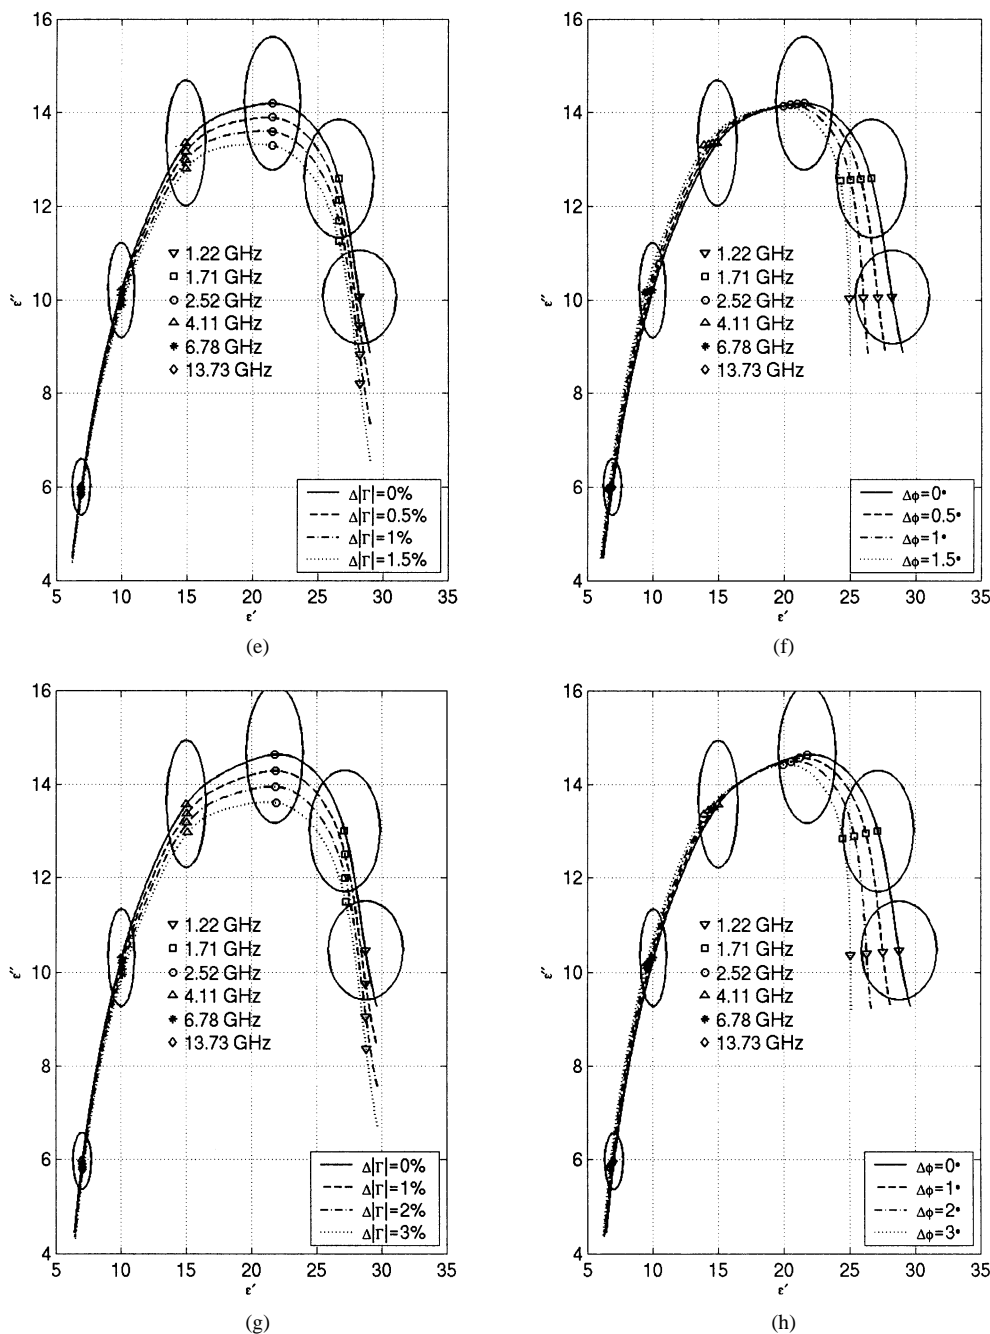 16
14
12
10
8
6
4
ε″
1.22 GHz
1.71 GHz
2.52 GHz
4.11 GHz
6.78 GHz
13.73 GHz
Δ|Γ|=0%
Δ|Γ|=0.5%
Δ|Γ|=1%
Δ|Γ|=1.5%
5 10 15 20 25 30 35
ε′
(e)
16
14
12
10
8
6
4
ε″
1.22 GHz
1.71 GHz
2.52 GHz
4.11 GHz
6.78 GHz
13.73 GHz
Δϕ=0°
Δϕ=0.5°
Δϕ=1°
Δϕ=1.5°
5 10 15 20 25 30 35
ε′
(f)
16
14
12
10
8
6
4
ε″
1.22 GHz
1.71 GHz
2.52 GHz
4.11 GHz
6.78 GHz
13.73 GHz
Δ|Γ|=0%
Δ|Γ|=1%
Δ|Γ|=2%
Δ|Γ|=3%
5 10 15 20 25 30 35
ε′
(g)
16
14
12
10
8
6
4
ε″
1.22 GHz
1.71 GHz
2.52 GHz
4.11 GHz
6.78 GHz
13.73 GHz
Δϕ=0°
Δϕ=1°
Δϕ=2°
Δϕ=3°
5 10 15 20 25 30 35
ε′
(h)